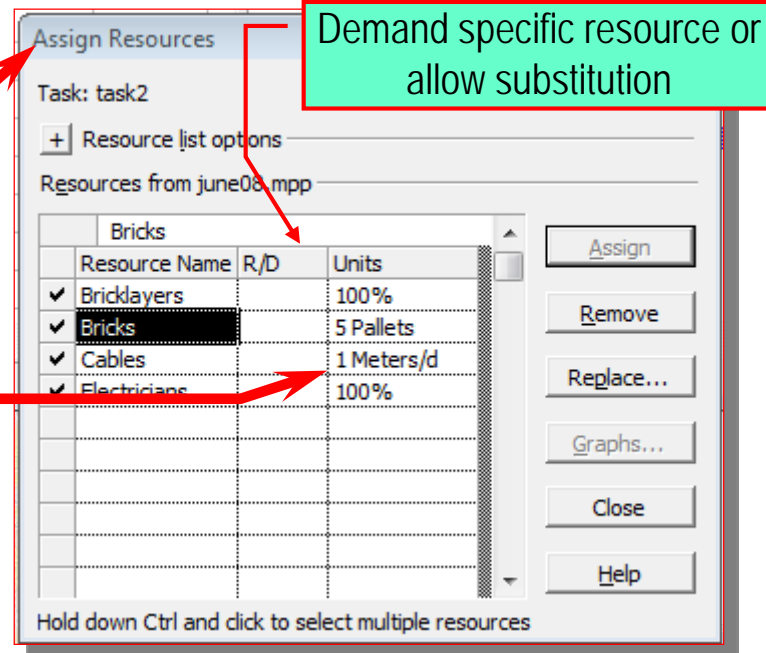 Assign Resources
Demand specific resource or
allow substitution
Task: task2
+ Resource list options
Resources from june08.mpp
Bricks
Resource Name R/D Units
Bricklayers 100%
Bricks 5 Pallets
Cables 1 Meters/d
Electricians 100%
Assign
Remove
Replace...
Graphs...
Close
Help
Hold down Ctrl and click to select multiple resources